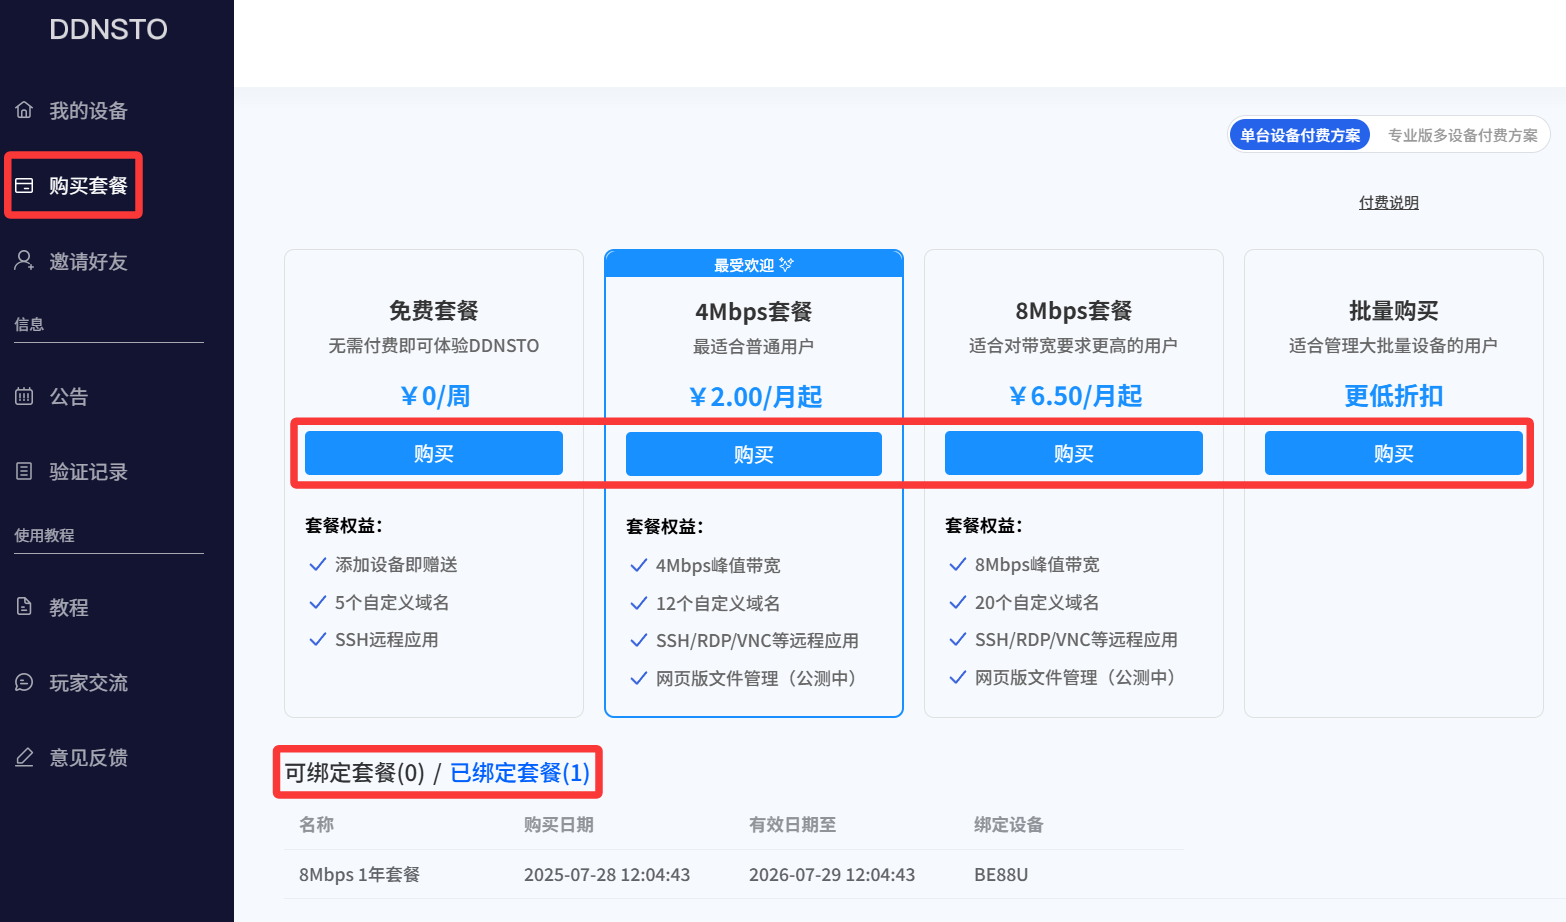 DDNSTO
我的设备
购买套餐
邀请好友
信息
公告
验证记录
使用教程
教程
玩家交流
意见反馈
单台设备付费方案 专业版多设备付费方案
付费说明
免费套餐
无需付费即可体验DDNSTO
￥0/周
购买
套餐权益：
添加设备即赠送
5个自定义域名
SSH远程应用
最受欢迎
4Mbps套餐
最适合普通用户
￥2.00/月起
购买
套餐权益：
4Mbps峰值带宽
12个自定义域名
SSH/RDP/VNC等远程应用
网页版文件管理（公测中）
8Mbps套餐
适合对带宽要求更高的用户
￥6.50/月起
购买
套餐权益：
8Mbps峰值带宽
20个自定义域名
SSH/RDP/VNC等远程应用
网页版文件管理（公测中）
批量购买
适合管理大批量设备的用户
更低折扣
购买
可绑定套餐(0) / 已绑定套餐(1)
名称 购买日期 有效日期至 绑定设备
8Mbps 1年套餐 2025-07-28 12:04:43 2026-07-29 12:04:43 BE88U